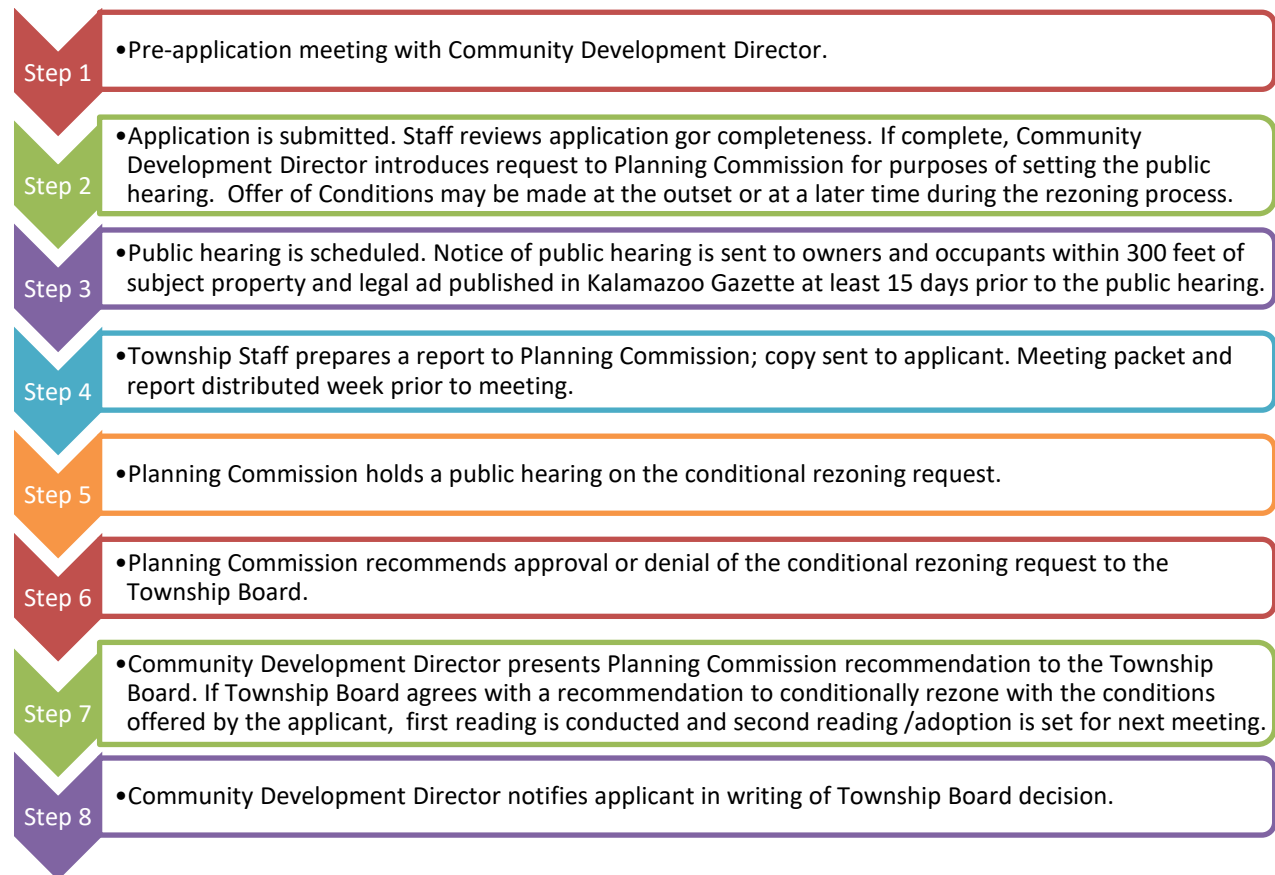 Step 1
•Pre-application meeting with Community Development Director.
Step 2
•Application is submitted. Staff reviews application gor completeness. If complete, Community
Development Director introduces request to Planning Commission for purposes of setting the public
hearing.  Offer of Conditions may be made at the outset or at a later time during the rezoning process.
Step 3
•Public hearing is scheduled. Notice of public hearing is sent to owners and occupants within 300 feet of
subject property and legal ad published in Kalamazoo Gazette at least 15 days prior to the public hearing.
Step 4
•Township Staff prepares a report to Planning Commission; copy sent to applicant. Meeting packet and
report distributed week prior to meeting.
Step 5
•Planning Commission holds a public hearing on the conditional rezoning request.
Step 6
•Planning Commission recommends approval or denial of the conditional rezoning request to the
Township Board.
Step 7
•Community Development Director presents Planning Commission recommendation to the Township
Board. If Township Board agrees with a recommendation to conditionally rezone with the conditions
offered by the applicant,  first reading is conducted and second reading /adoption is set for next meeting.
Step 8
•Community Development Director notifies applicant in writing of Township Board decision.